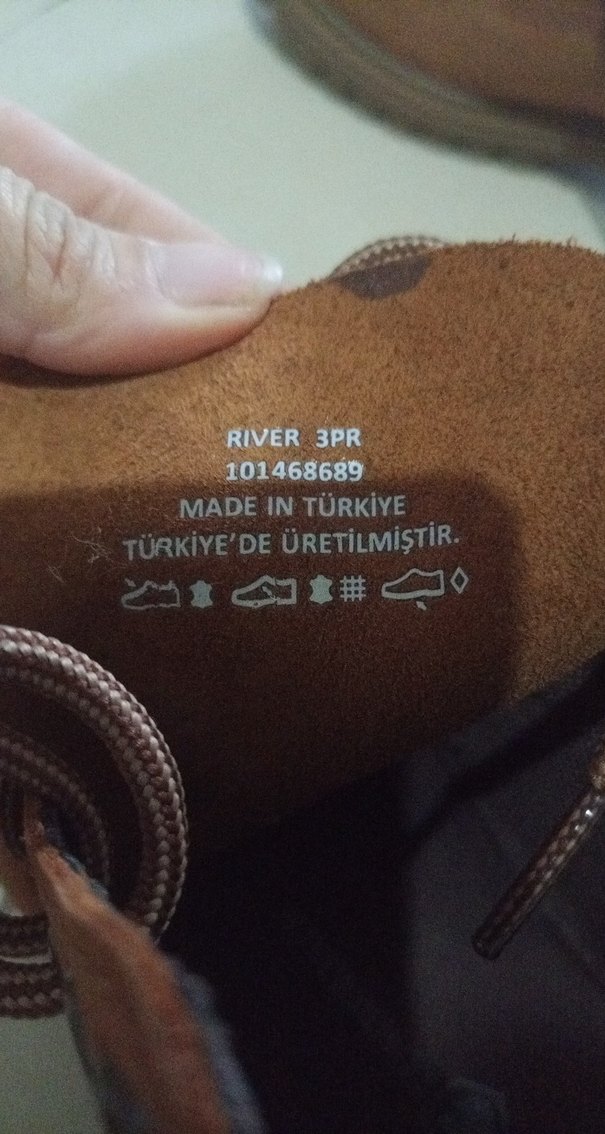 RIVER 3PR
101468689
MADE IN TÜRKİYE
TÜRKİYE'DE ÜRETİLMİŞTİR.